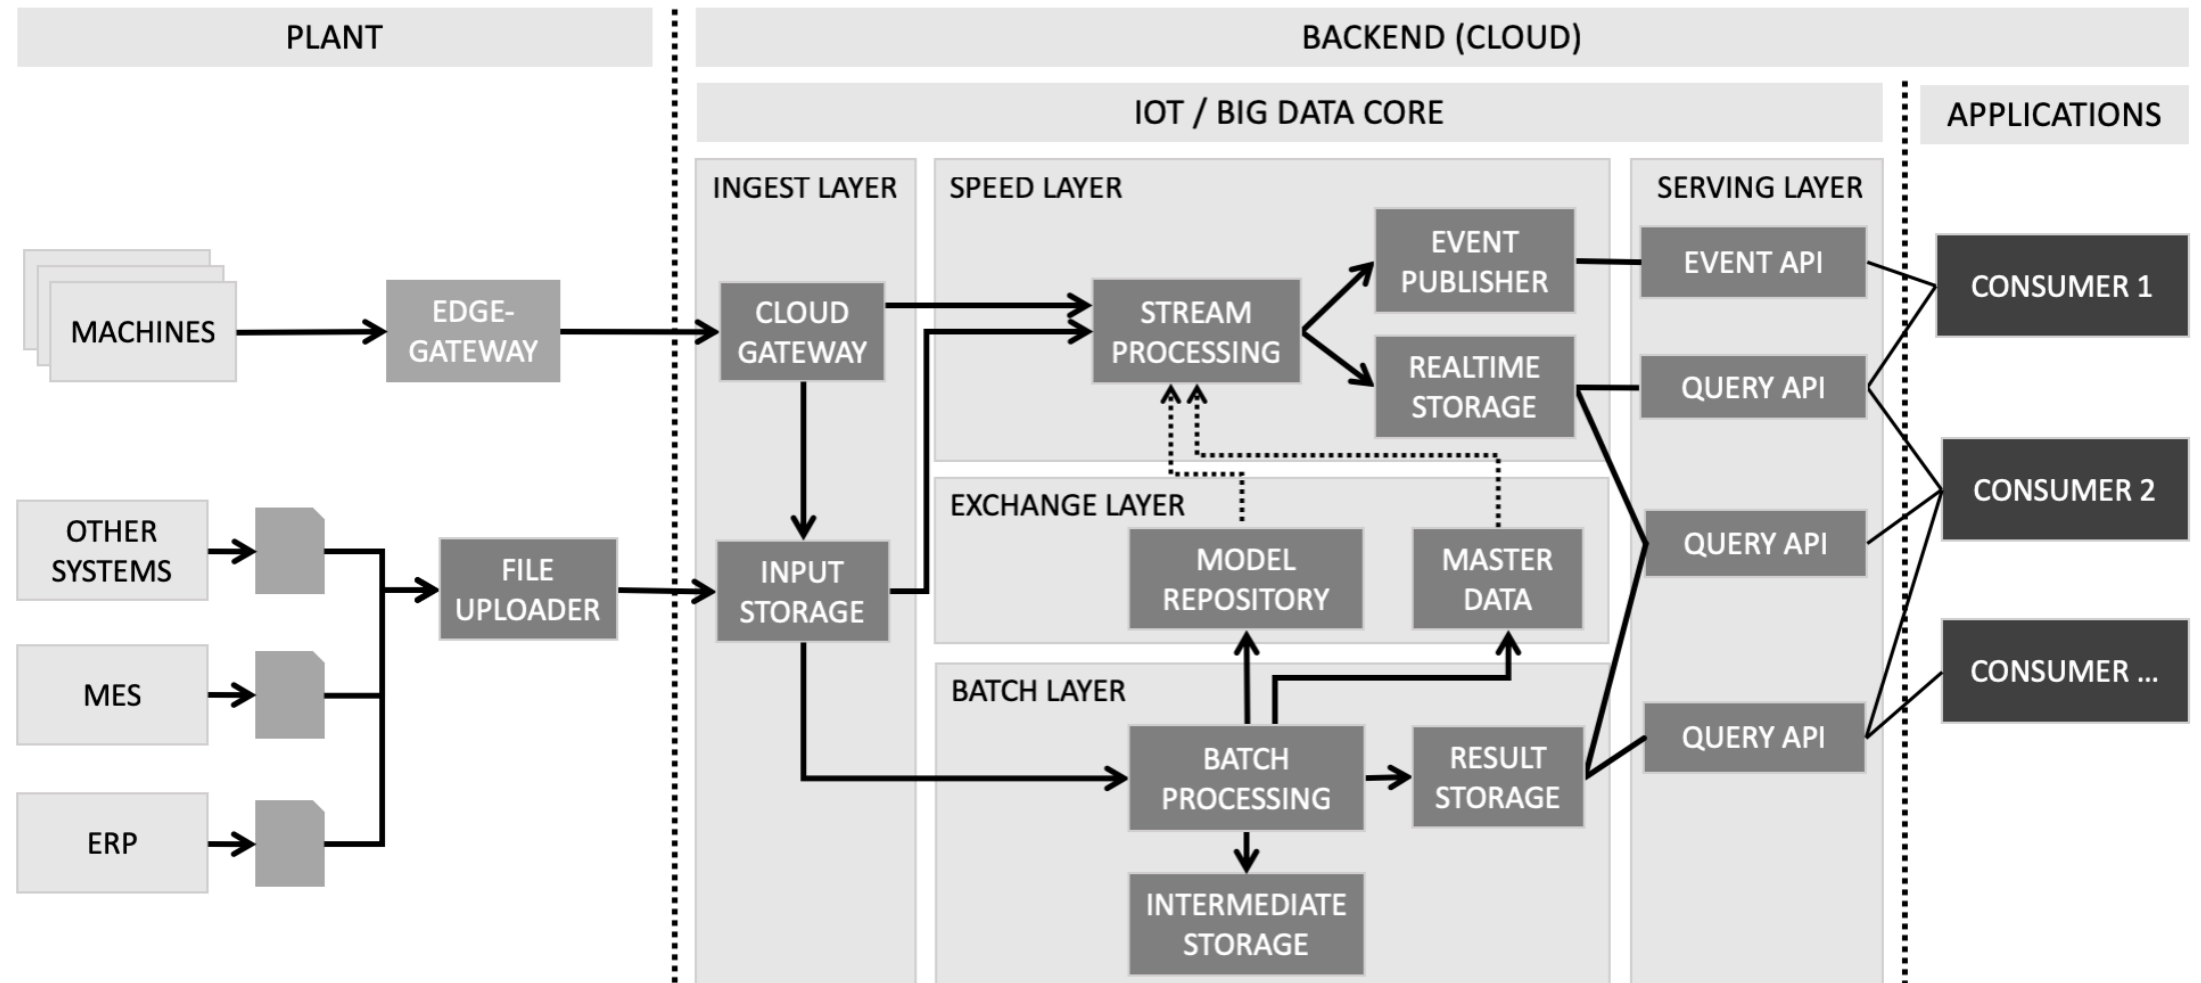 PLANT
BACKEND (CLOUD)
IOT / BIG DATA CORE
APPLICATIONS
INGEST LAYER
SPEED LAYER
SERVING LAYER
MACHINES
EDGE-
GATEWAY
CLOUD
GATEWAY
STREAM
PROCESSING
EVENT
PUBLISHER
REALTIME
STORAGE
EVENT API
QUERY API
CONSUMER 1
OTHER
SYSTEMS
MES
ERP
FILE
UPLOADER
INPUT
STORAGE
EXCHANGE LAYER
MODEL
REPOSITORY
MASTER
DATA
QUERY API
CONSUMER 2
BATCH LAYER
BATCH
PROCESSING
RESULT
STORAGE
INTERMEDIATE
STORAGE
QUERY API
CONSUMER ...